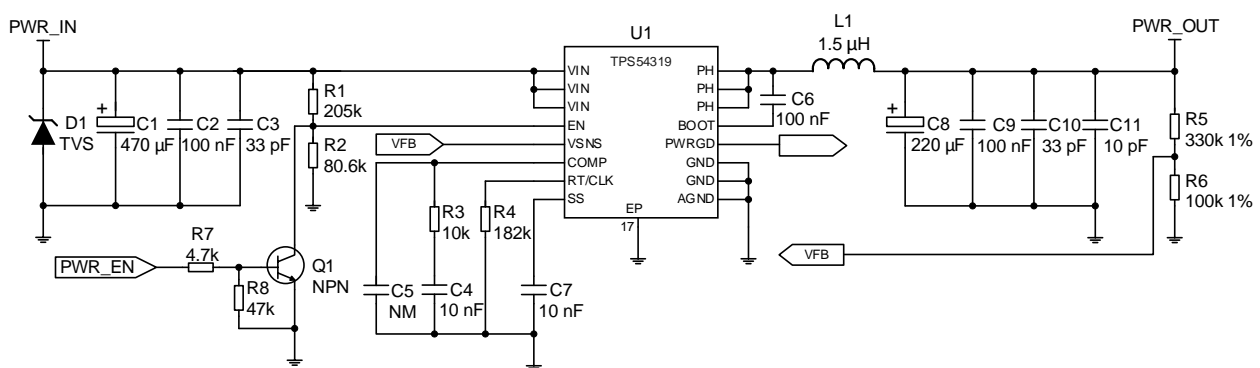 PWR_IN
D1
TVS
+
C1
470 µF
C2
100 nF
C3
33 pF
R1
205k
R2
80.6k
PWR_EN
R7
4.7k
R8
47k
Q1
NPN
VFB
C5
NM
R3
10k
C4
10 nF
R4
182k
C7
10 nF
U1
TPS54319
VIN
VIN
VIN
EN
VSNS
COMP
RT/CLK
SS
PH
PH
PH
BOOT
PWRGD
GND
GND
AGND
EP
17
C6
100 nF
L1
1.5 µH
PWR_OUT
+
C8
220 µF
C9
100 nF
C10
33 pF
C11
10 pF
R5
330k 1%
R6
100k 1%
VFB